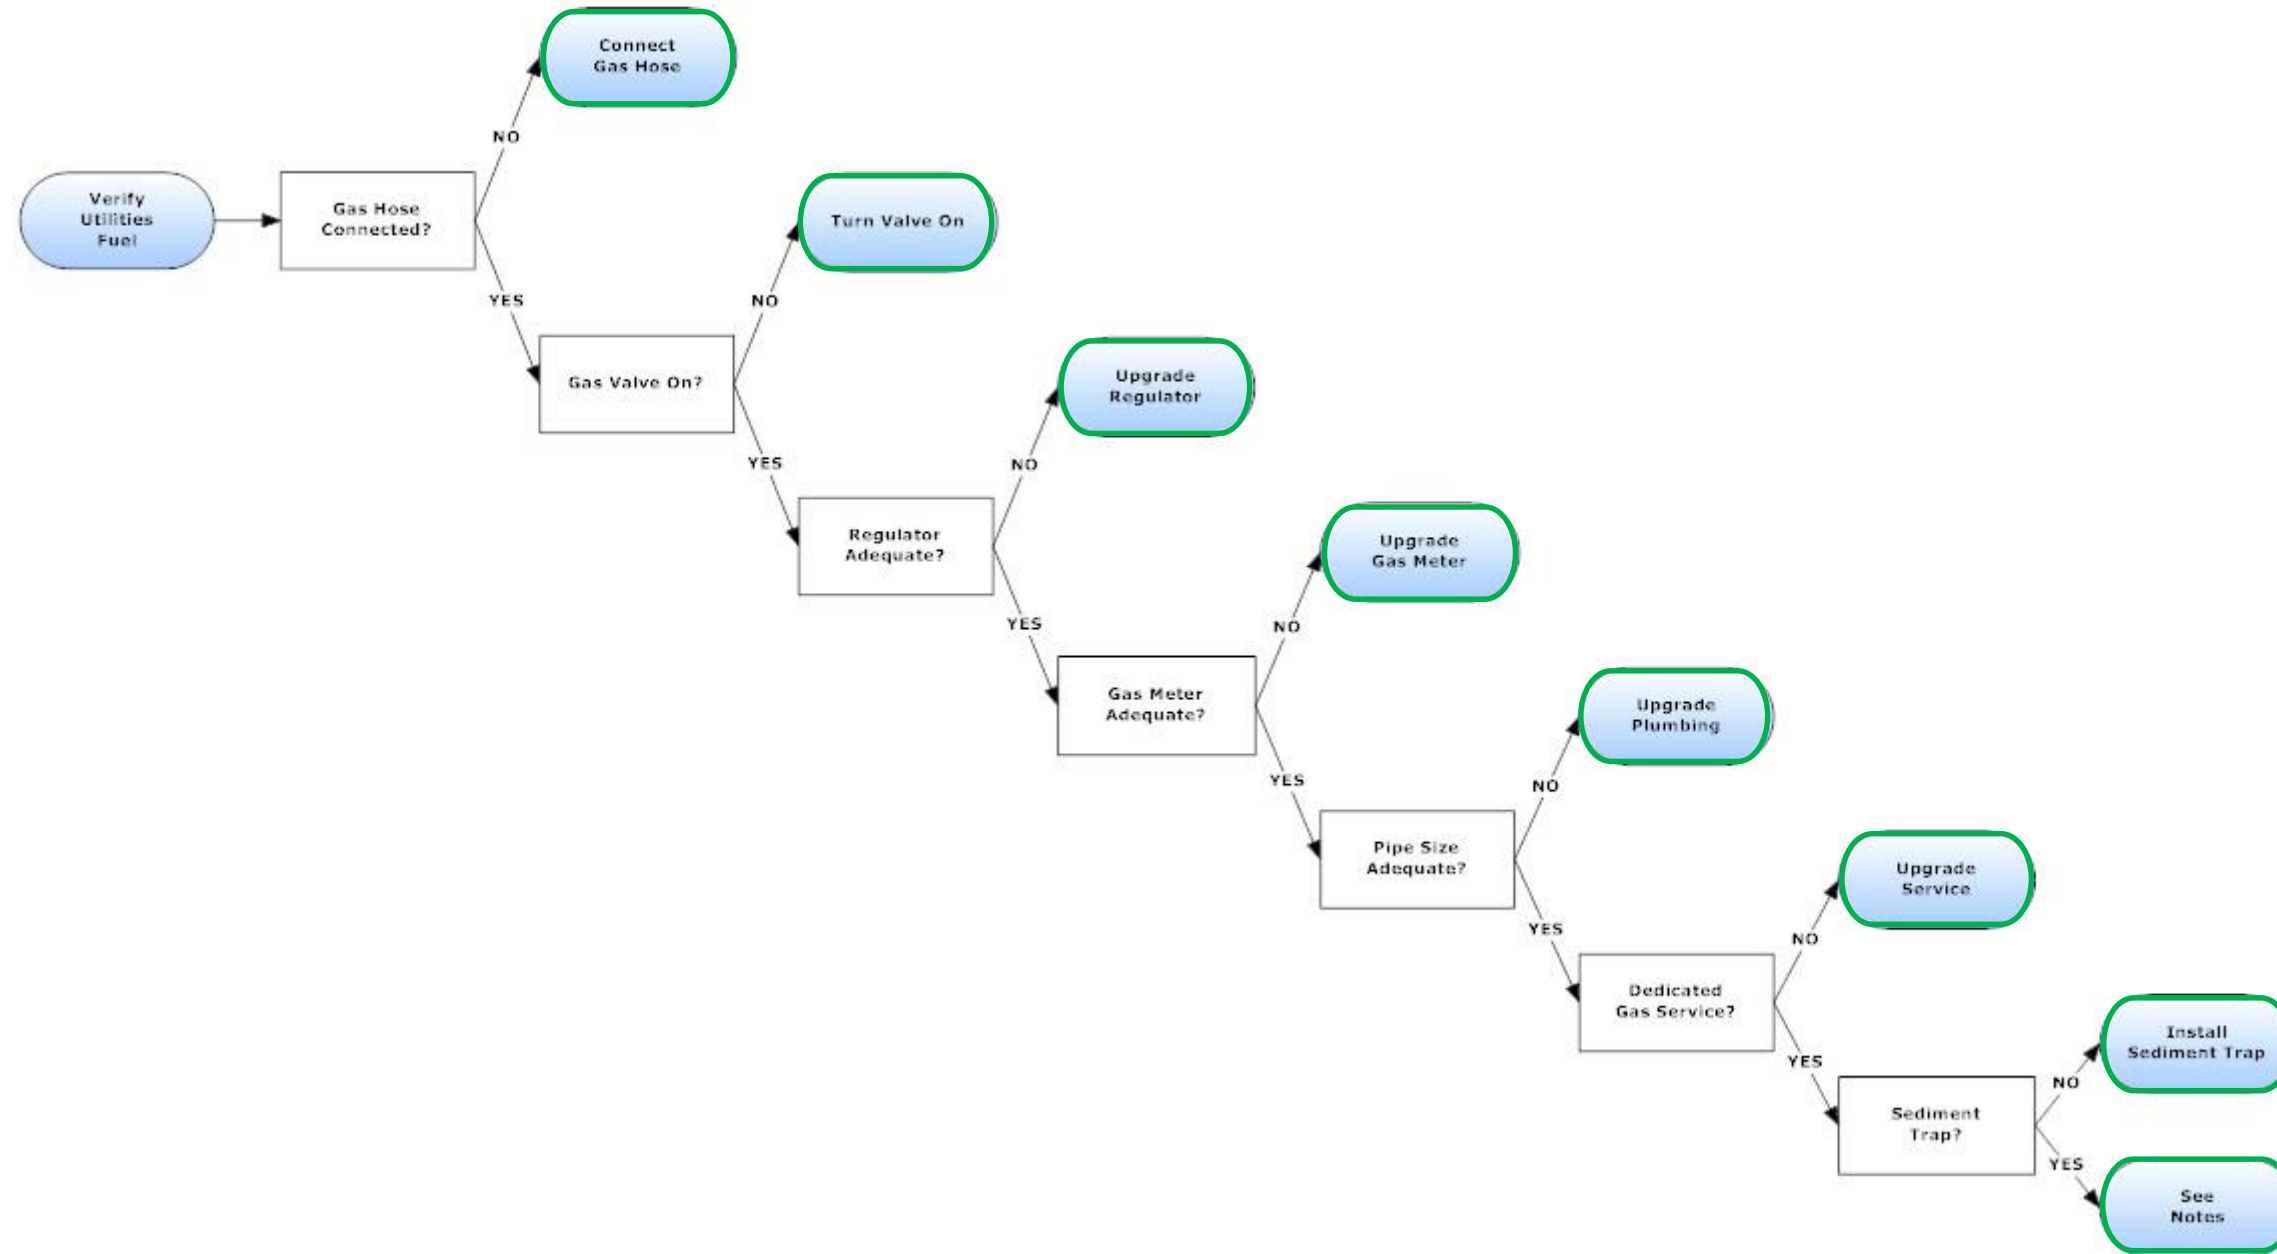 Connect
Gas Hose
NO
Verify
Utilities
Fuel
Gas Hose
Connected?
Turn Valve On
YES
NO
Gas Valve On?
Upgrade
Regulator
YES
NO
Regulator
Adequate?
Upgrade
Gas Meter
YES
NO
Gas Meter
Adequate?
Upgrade
Plumbing
YES
NO
Pipe Size
Adequate?
Upgrade
Service
YES
NO
Dedicated
Gas Service?
Install
Sediment Trap
YES
NO
Sediment
Trap?
YES
See
Notes